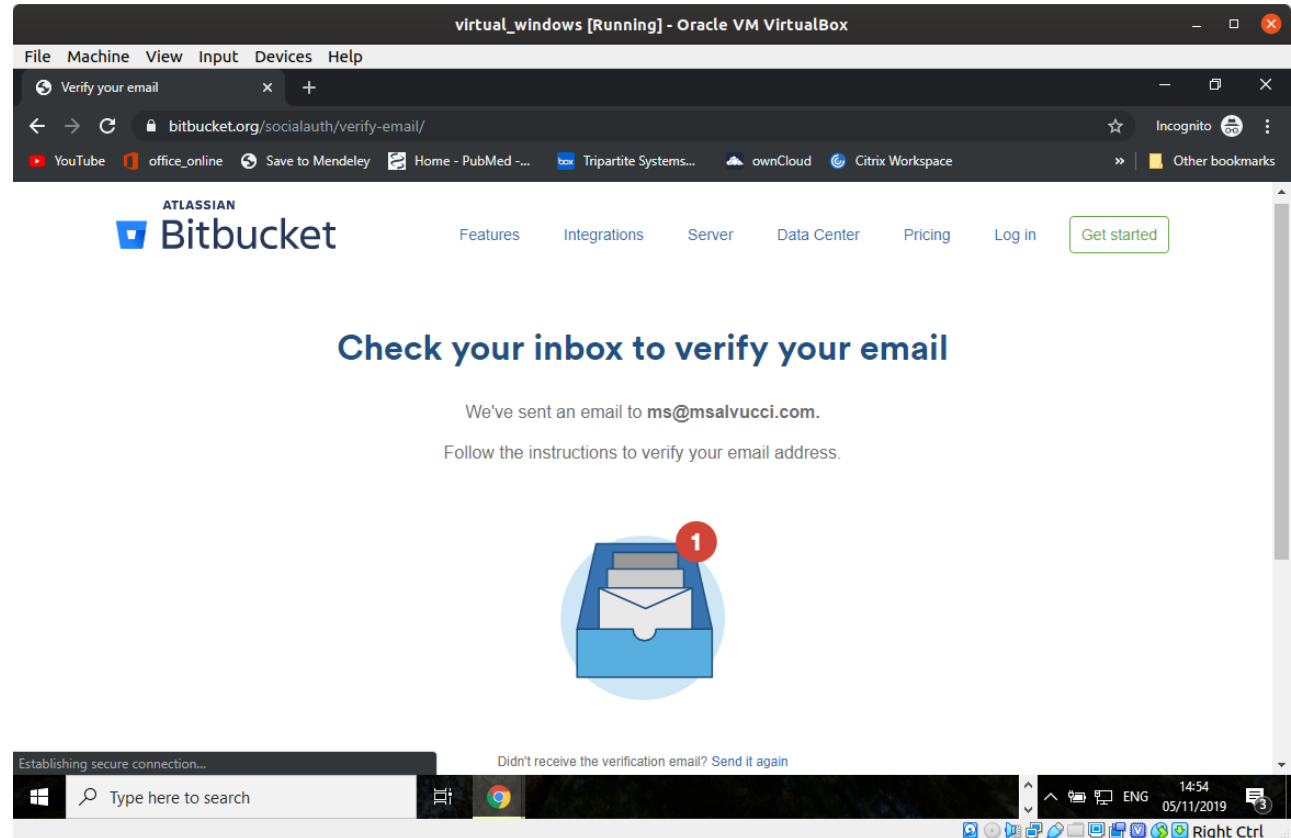 virtual_windows [Running] - Oracle VM VirtualBox
File Machine View Input Devices Help
Verify your email
bitbucket.org/socialauth/verify-email/
Incognito
YouTube office_online Save to Mendeley Home - PubMed -... box Tripartite Systems... ownCloud Citrix Workspace » Other bookmarks
ATLASSIAN
Bitbucket Features Integrations Server Data Center Pricing Log in Get started
Check your inbox to verify your email
We've sent an email to ms@msalvucci.com.
Follow the instructions to verify your email address.
1
Didn't receive the verification email? Send it again
Establishing secure connection...
Type here to search
ENG
14:54
05/11/2019
3
Right Ctrl